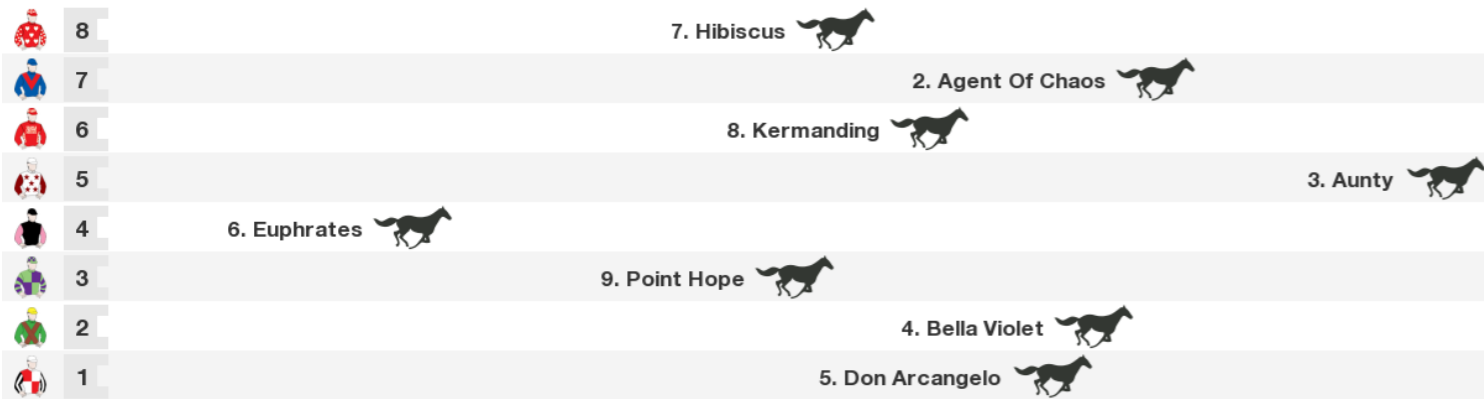 8 7. Hibiscus
7 2. Agent Of Chaos
6 8. Kermanding
5 3. Aunty
4 6. Euphrates
3 9. Point Hope
2 4. Bella Violet
1 5. Don Arcangelo